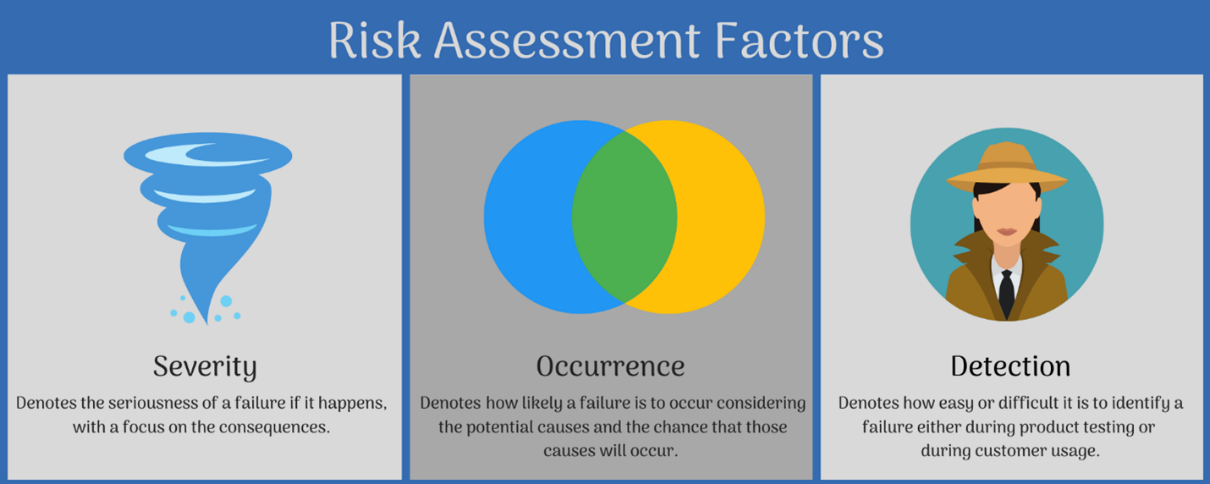 Risk Assessment Factors
Severity
Denotes the seriousness of a failure if it happens,
with a focus on the consequences.
Occurrence
Denotes how likely a failure is to occur considering
the potential causes and the chance that those
causes will occur.
Detection
Denotes how easy or difficult it is to identify a
failure either during product testing or
during customer usage.